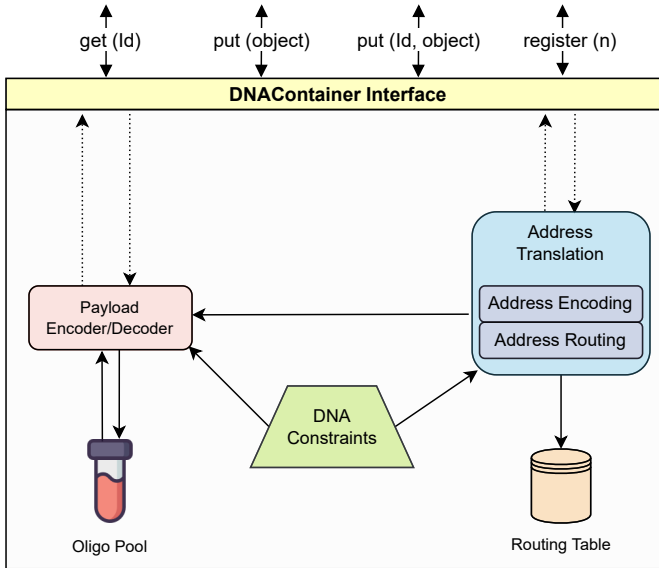 get (Id)
put (object)
put (Id, object)
register (n)
DNAContainer Interface
Address
Translation
Address Encoding
Address Routing
Payload
Encoder/Decoder
DNA
Constraints
Oligo Pool
Routing Table